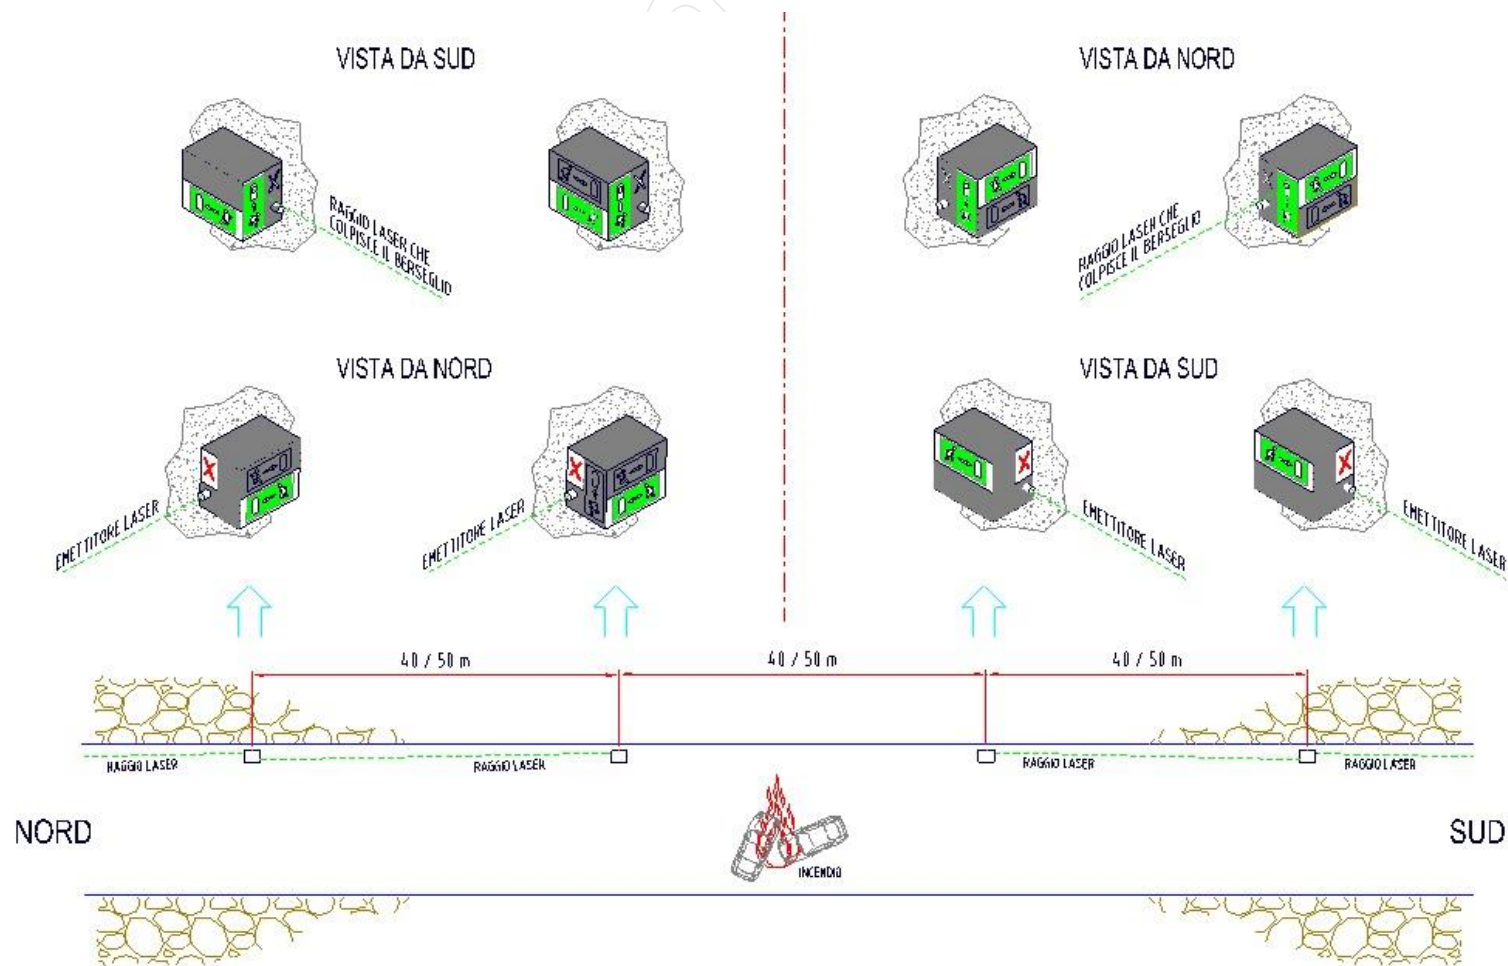 VISTA DA SUD
VISTA DA NORD
RAGGIO LASER CHE
COLPISCE IL BERSEGLIO
RAGGIO LASER CHE
COLPISCE IL BERSEGLIO
VISTA DA NORD
VISTA DA SUD
EMETTITORE LASER
EMETTITORE LASER
EMETTITORE LASER
EMETTITORE LASER
40 / 50 m
40 / 50 m
40 / 50 m
RAGGIO LASER
RAGGIO LASER
RAGGIO LASER
RAGGIO LASER
NORD
SUD
INCENDIO